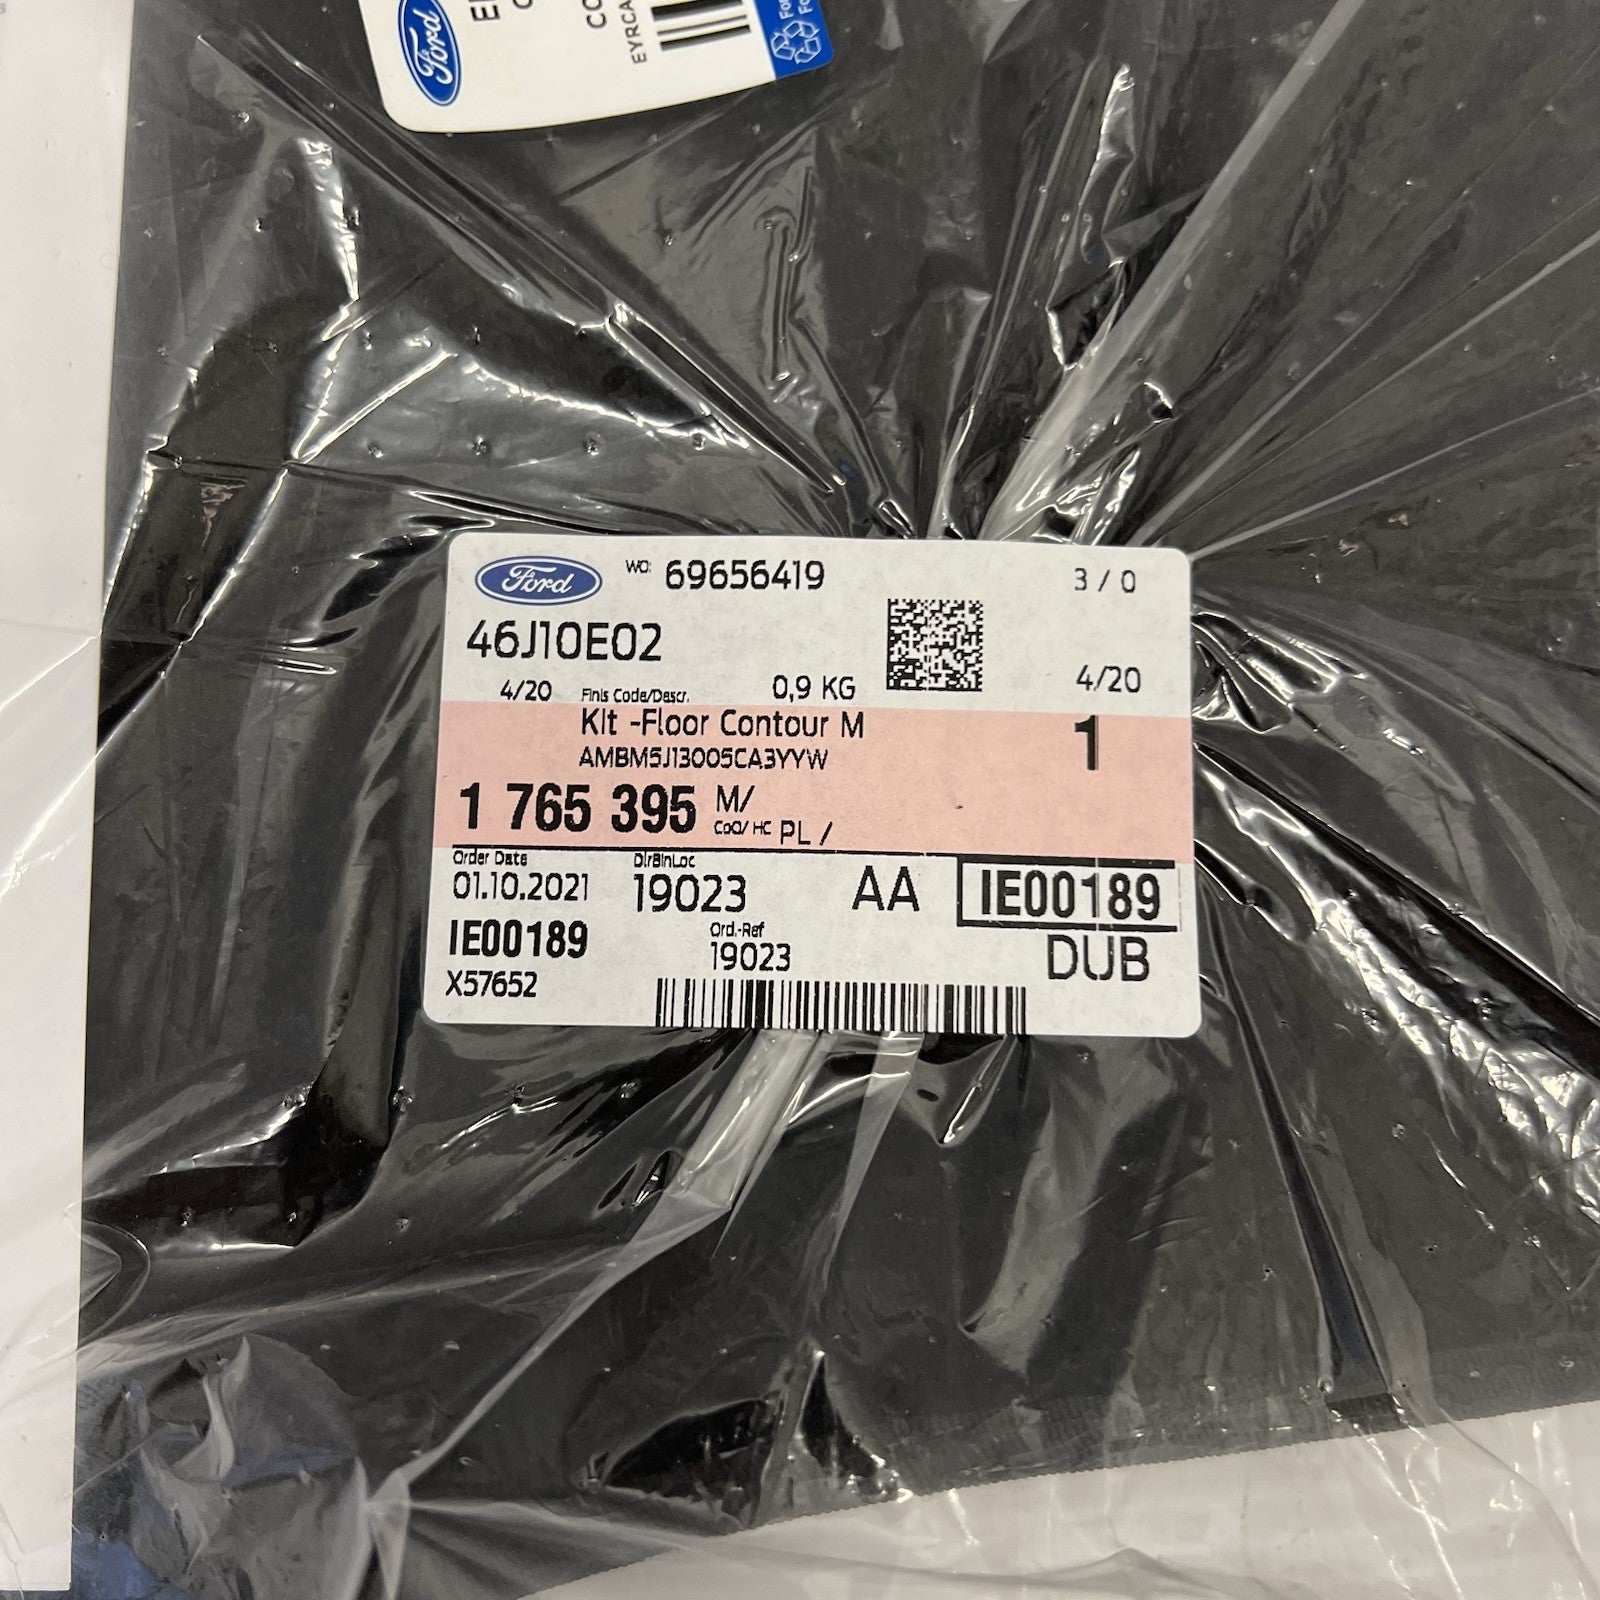 Ford
Ford
WO: 69656419
3 / 0
46J10E02
4/20
Finis Code/Descr.
0,9 KG
4/20
Kit -Floor Contour M
1
AMBM5J13005CA3YYW
1 765 395
M/
CoO/ HC PL /
Order Date
DirBinLoc
01.10.2021
19023
AA
IE00189
IE00189
Ord.-Ref
DUB
X57652
19023